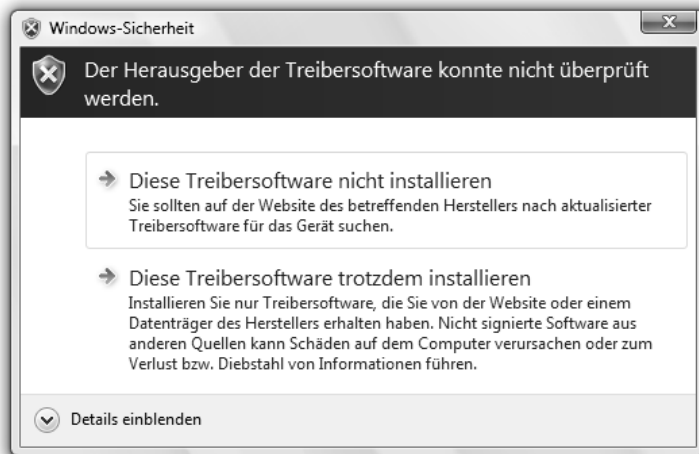 Windows-Sicherheit
Der Herausgeber der Treibersoftware konnte nicht überprüft
werden.
Diese Treibersoftware nicht installieren
Sie sollten auf der Website des betreffenden Herstellers nach aktualisierter
Treibersoftware für das Gerät suchen.
Diese Treibersoftware trotzdem installieren
Installieren Sie nur Treibersoftware, die Sie von der Website oder einem
Datenträger des Herstellers erhalten haben. Nicht signierte Software aus
anderen Quellen kann Schäden auf dem Computer verursachen oder zum
Verlust bzw. Diebstahl von Informationen führen.
Details einblenden